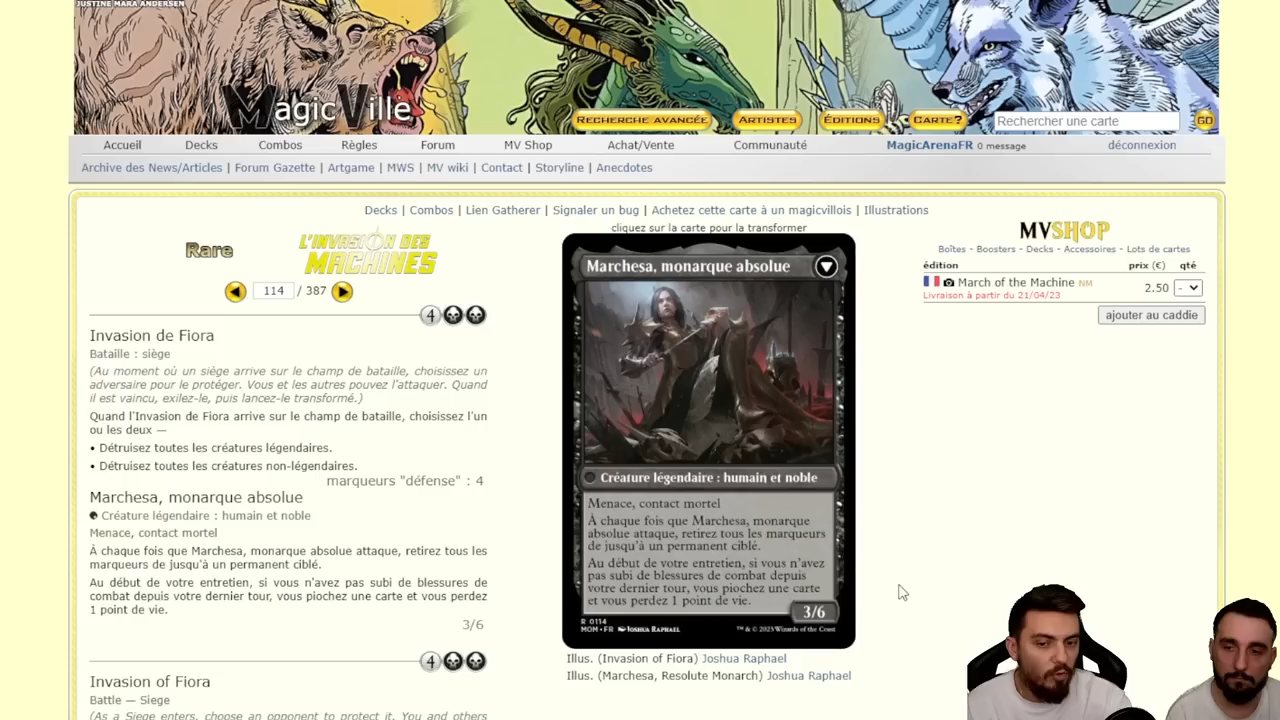 JUSTINE MARA ANDERSEN
MagicVille
RECHERCHE AVANCÉE
ARTISTES
ÉDITIONS
CARTE?
Rechercher une carte
GO
Accueil
Decks
Combos
Règles
Forum
MV Shop
Achat/Vente
Communauté
MagicArenaFR 0 message
déconnexion
Archive des News/Articles | Forum Gazette | Artgame | MWS | MV wiki | Contact | Storyline | Anecdotes
Decks | Combos | Lien Gatherer | Signaler un bug | Achetez cette carte à un magicvillois | Illustrations
Rare
L'INVASION DES
MACHINES
114 / 387
4
Invasion de Fiora
Bataille : siège
(Au moment où un siège arrive sur le champ de bataille, choisissez un
adversaire pour le protéger. Vous et les autres pouvez l'attaquer. Quand
il est vaincu, exilez-le, puis lancez-le transformé.)
Quand l'Invasion de Fiora arrive sur le champ de bataille, choisissez l'un
ou les deux —
• Détruisez toutes les créatures légendaires.
• Détruisez toutes les créatures non-légendaires.
marqueurs "défense" : 4
Marchesa, monarque absolue
Créature légendaire : humain et noble
Menace, contact mortel
À chaque fois que Marchesa, monarque absolue attaque, retirez tous les
marqueurs de jusqu'à un permanent ciblé.
Au début de votre entretien, si vous n'avez pas subi de blessures de
combat depuis votre dernier tour, vous piochez une carte et vous perdez
1 point de vie.
3/6
4
Invasion of Fiora
Battle — Siege
(As a Siege enters, choose an opponent to protect it. You and others
cliquez sur la carte pour la transformer
Marchesa, monarque absolue
Créature légendaire : humain et noble
Menace, contact mortel
À chaque fois que Marchesa, monarque
absolue attaque, retirez tous les marqueurs
de jusqu'à un permanent ciblé.
Au début de votre entretien, si vous n'avez
pas subi de blessures de combat depuis
votre dernier tour, vous piochez une carte
et vous perdez 1 point de vie.
3/6
R 0114
MOM • FR JOSHUA RAPHAEL
™ & © 2023 Wizards of the Coast
Illus. (Invasion of Fiora) Joshua Raphael
Illus. (Marchesa, Resolute Monarch) Joshua Raphael
MVSHOP
Boîtes - Boosters - Decks - Accessoires - Lots de cartes
édition prix (€) qté
March of the Machine NM 2.50 -
Livraison à partir du 21/04/23
ajouter au caddie